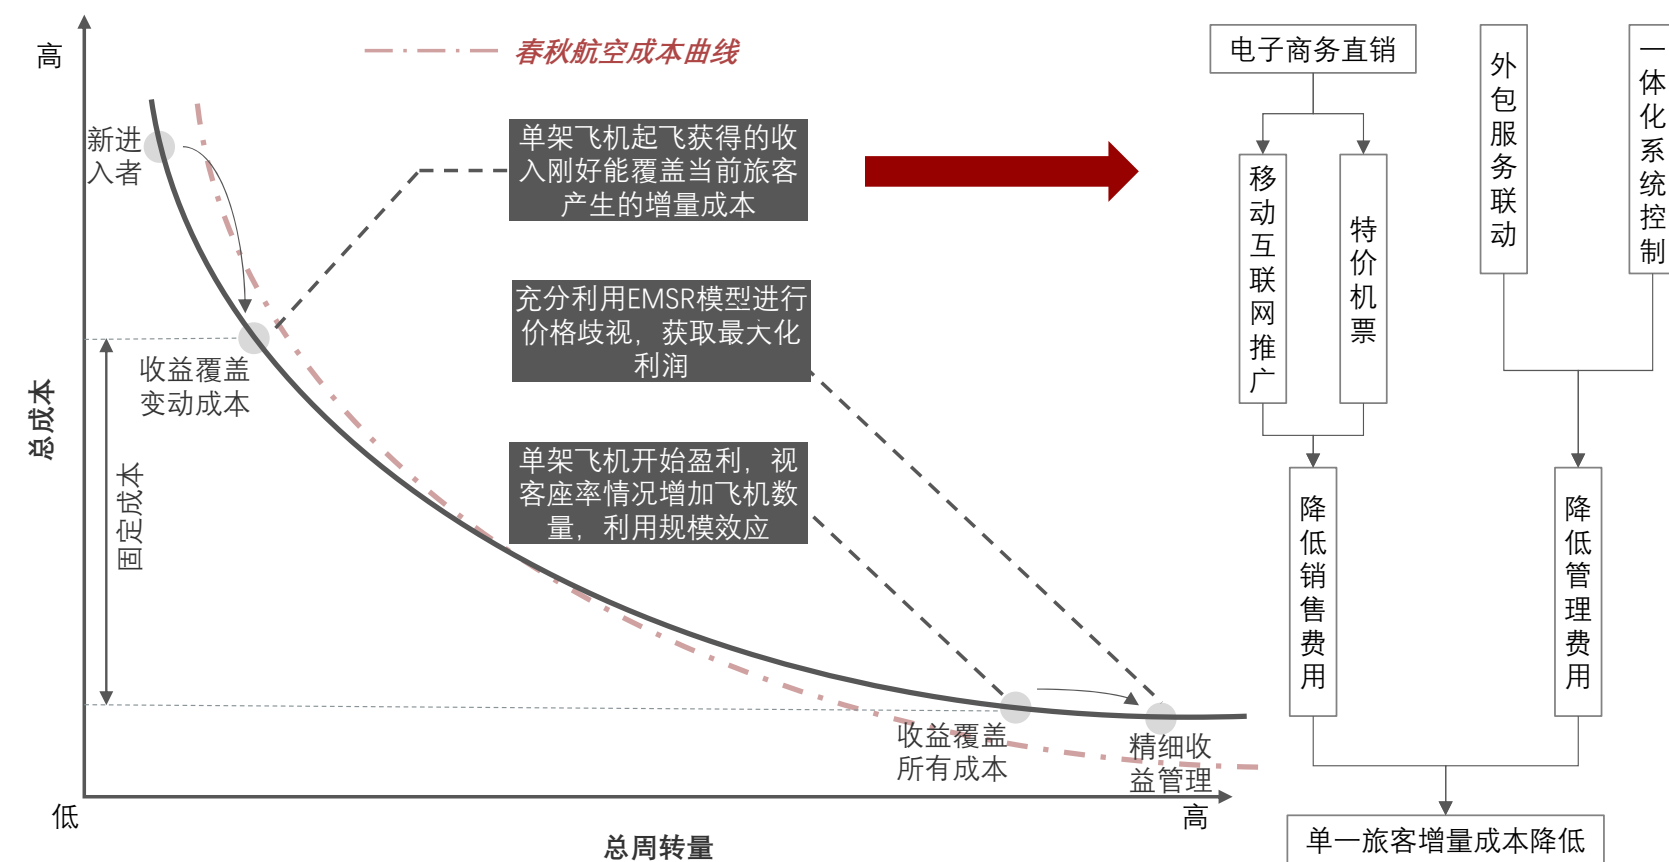 高
春秋航空成本曲线
新进
入者
单架飞机起飞获得的收
入刚好能覆盖当前旅客
产生的增量成本
充分利用EMSR模型进行
价格歧视，获取最大化
利润
收益覆盖
变动成本
总成本
固定成本
单架飞机开始盈利，视
客座率情况增加飞机数
量，利用规模效应
收益覆盖
所有成本
精细收
益管理
低
高
总周转量
电子商务直销
移动互联网推广
特价机票
外包服务联动
一体化系统控制
降低销售费用
降低管理费用
单一旅客增量成本降低